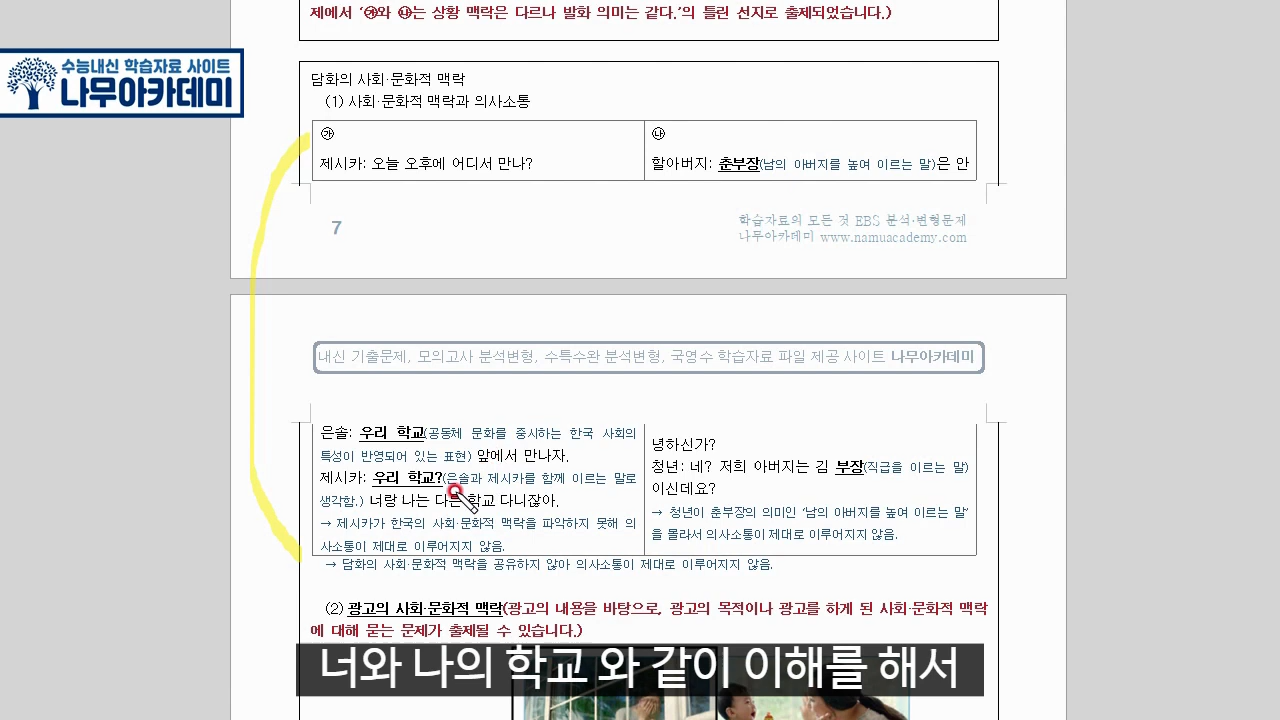 제에서 ‘㉮와 ㉯는 상황 맥락은 다르나 발화 의미는 같다.’의 틀린 선지로 출제되었습니다.)
수능내신 학습자료 사이트
나무아카데미
담화의 사회·문화적 맥락
(1) 사회·문화적 맥락과 의사소통
㉮
제시카: 오늘 오후에 어디서 만나?
㉯
할아버지: 춘부장(남의 아버지를 높여 이르는 말)은 안
7
학습자료의 모든 것 EBS 분석·변형문제
나무아카데미 www.namuacademy.com
내신 기출문제, 모의고사 분석변형, 수특수완 분석변형, 국영수 학습자료 파일 제공 사이트 나무아카데미
은솔: 우리 학교(공동체 문화를 중시하는 한국 사회의
특성이 반영되어 있는 표현) 앞에서 만나자.
제시카: 우리 학교?(은솔과 제시카를 함께 이르는 말로
생각함.) 너랑 나는 다른 학교 다니잖아.
→ 제시카가 한국의 사회·문화적 맥락을 파악하지 못해 의
사소통이 제대로 이루어지지 않음.
녕하신가?
청년: 네? 저희 아버지는 김 부장(직급을 이르는 말)
이신데요?
→ 청년이 춘부장의 의미인 ‘남의 아버지를 높여 이르는 말’
을 몰라서 의사소통이 제대로 이루어지지 않음.
→ 담화의 사회·문화적 맥락을 공유하지 않아 의사소통이 제대로 이루어지지 않음.
(2) 광고의 사회·문화적 맥락(광고의 내용을 바탕으로, 광고의 목적이나 광고를 하게 된 사회·문화적 맥락
에 대해 묻는 문제가 출제될 수 있습니다.)
너와 나의 학교 와 같이 이해를 해서